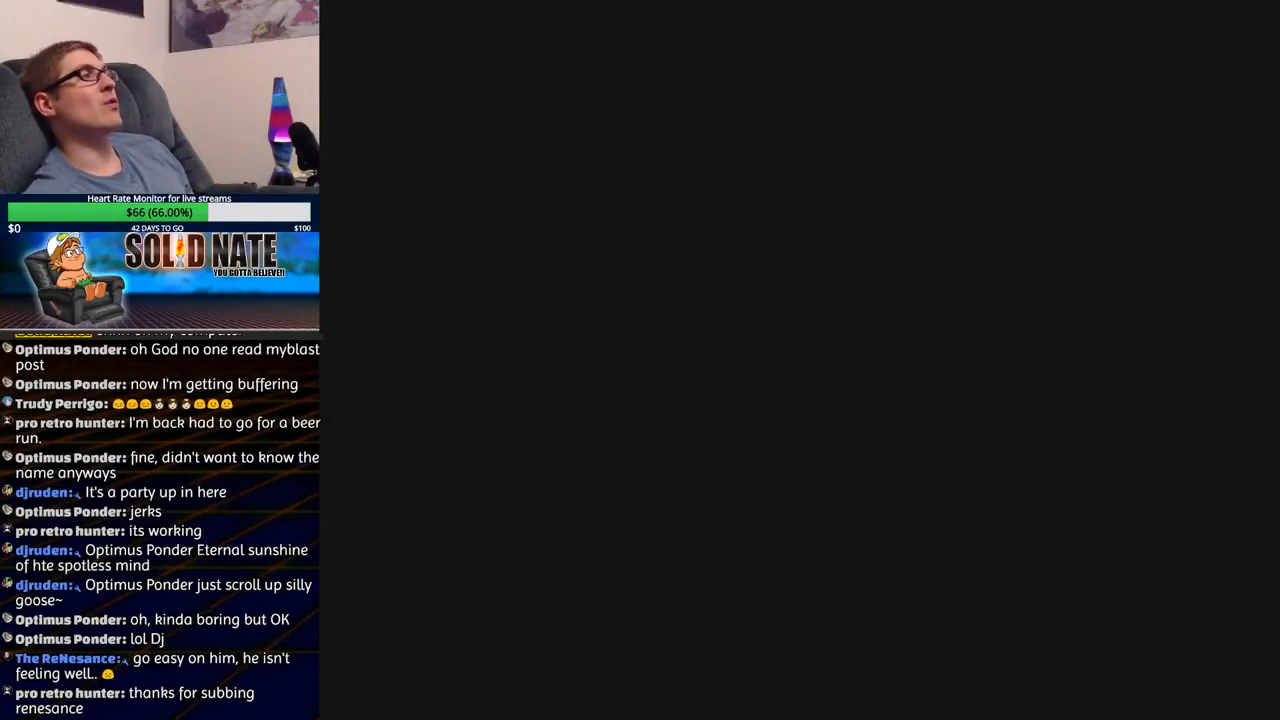 Heart Rate Monitor for live streams
$66 (66.00%)
$0 42 DAYS TO GO $100
SOLID NATE
YOU GOTTA BELIEVE!!
Optimus Ponder: oh God no one read myblast
post
Optimus Ponder: now I'm getting buffering
Trudy Perrigo:
pro retro hunter: I'm back had to go for a beer
run.
Optimus Ponder: fine, didn't want to know the
name anyways
djruden: It's a party up in here
Optimus Ponder: jerks
pro retro hunter: its working
djruden: Optimus Ponder Eternal sunshine
of hte spotless mind
djruden: Optimus Ponder just scroll up silly
goose~
Optimus Ponder: oh, kinda boring but OK
Optimus Ponder: lol Dj
The ReNesance: go easy on him, he isn't
feeling well..
pro retro hunter: thanks for subbing
renesance